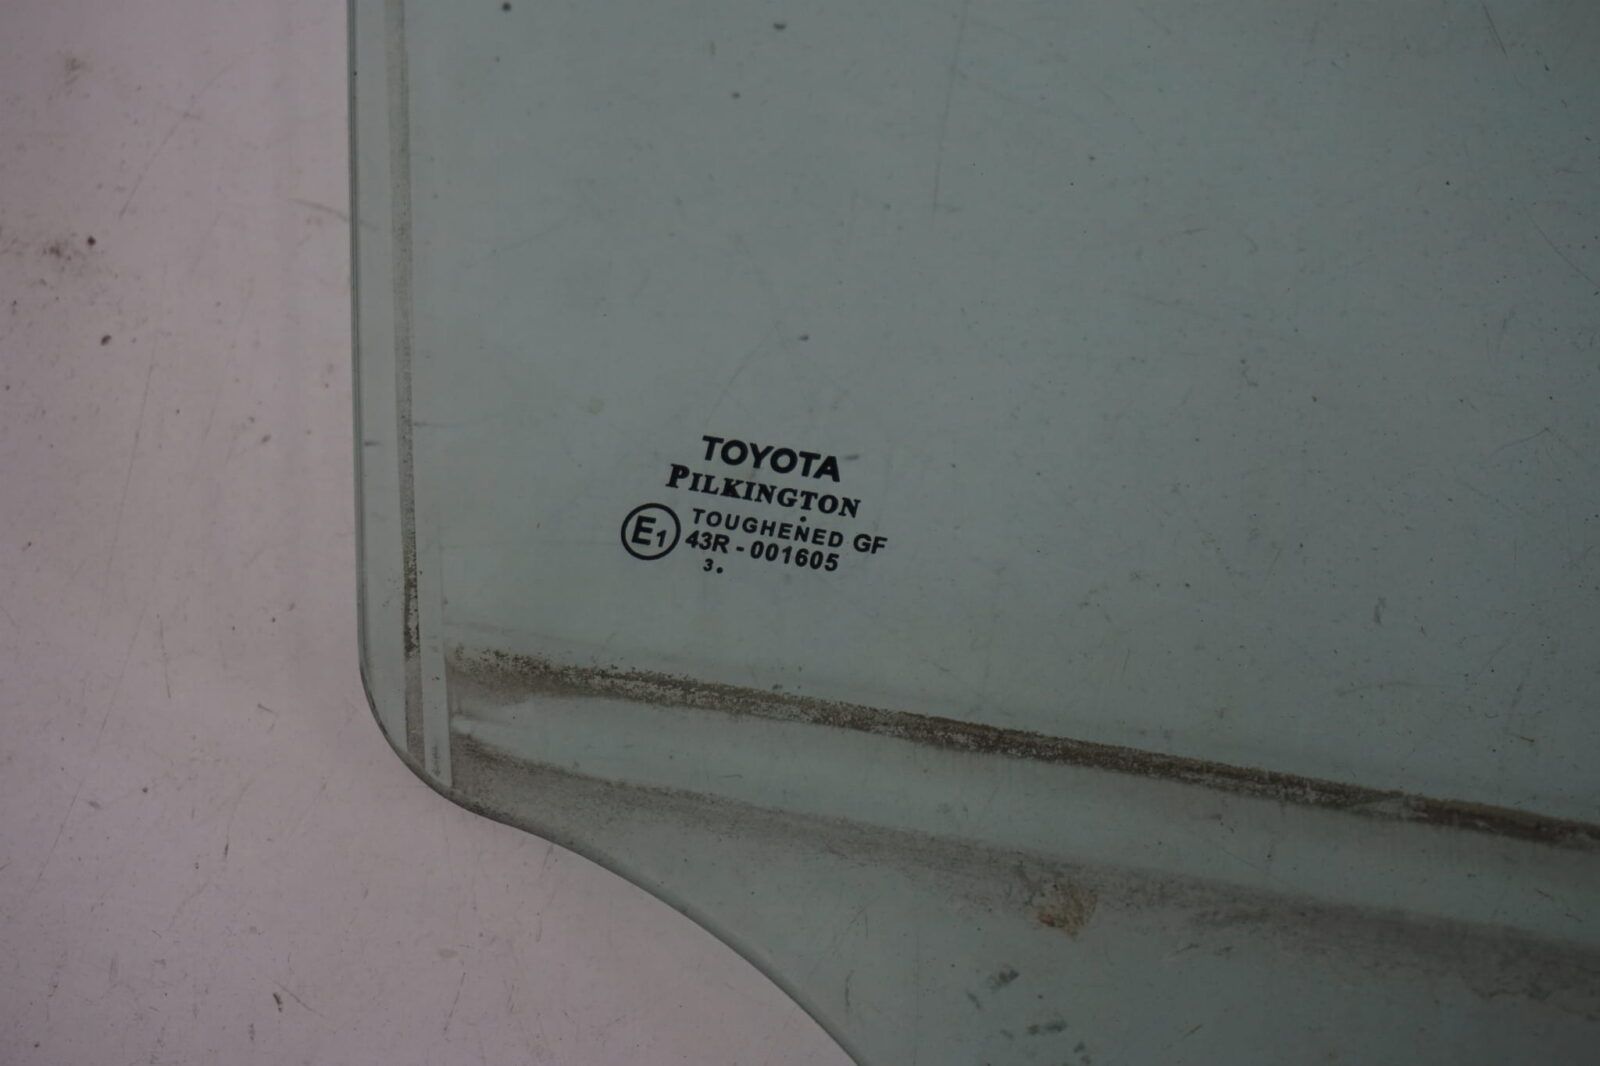 TOYOTA
PILKINGTON
TOUGHENED GF
E1 43R - 001605
3.